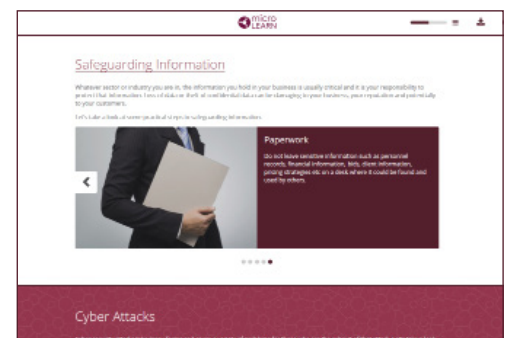 micro
LEARN
Safeguarding Information
Whatever sector or industry you are in, the information you hold in your business is usually critical and it is your responsibility to
protect that information. Loss of data or theft of confidential data can be damaging to your business, your reputation and potentially
to your customers.
Let's take a look at some practical steps to safeguarding information.
Paperwork
Do not leave sensitive information such as personnel
records, financial information, bids, client information,
pricing strategies etc on a desk where it could be found and
used by others.
Cyber Attacks